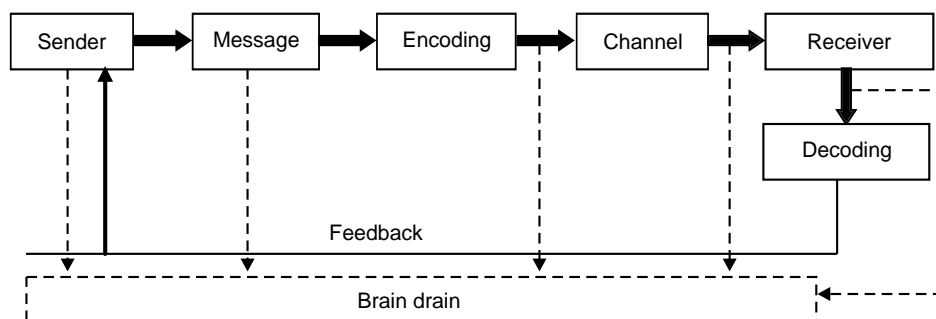 Sender
Message
Encoding
Channel
Receiver
Decoding
Feedback
Brain drain